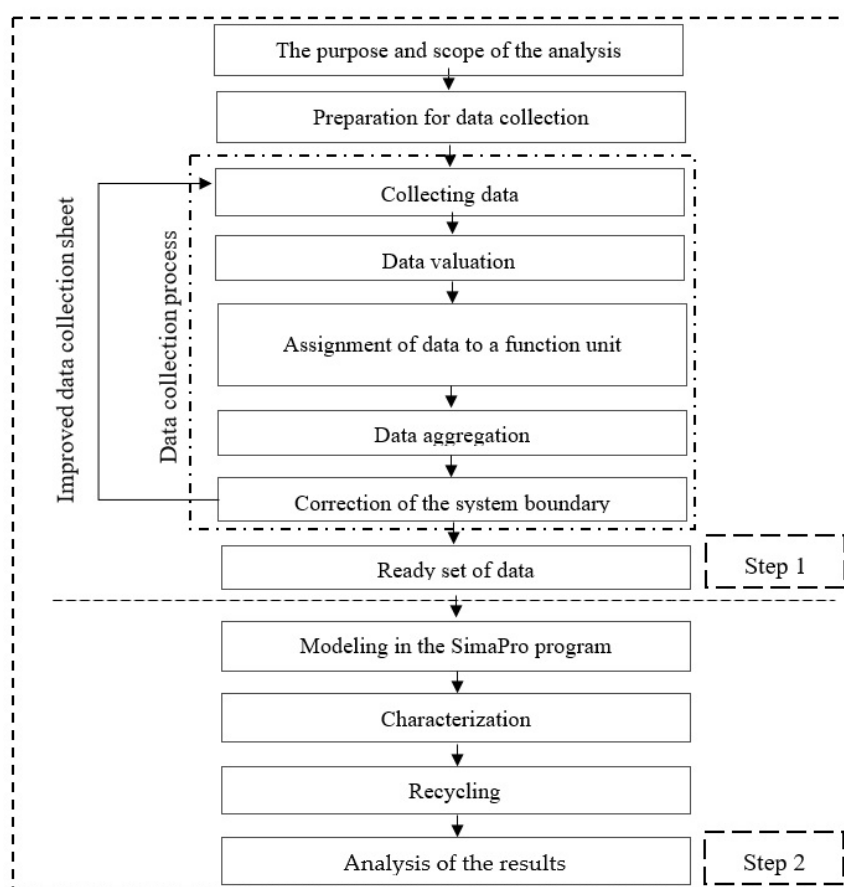 The purpose and scope of the analysis
Preparation for data collection
Collecting data
Data valuation
Assignment of data to a function unit
Data aggregation
Correction of the system boundary
Improved data collection sheet
Data collection process
Ready set of data
Step 1
Modeling in the SimaPro program
Characterization
Recycling
Analysis of the results
Step 2